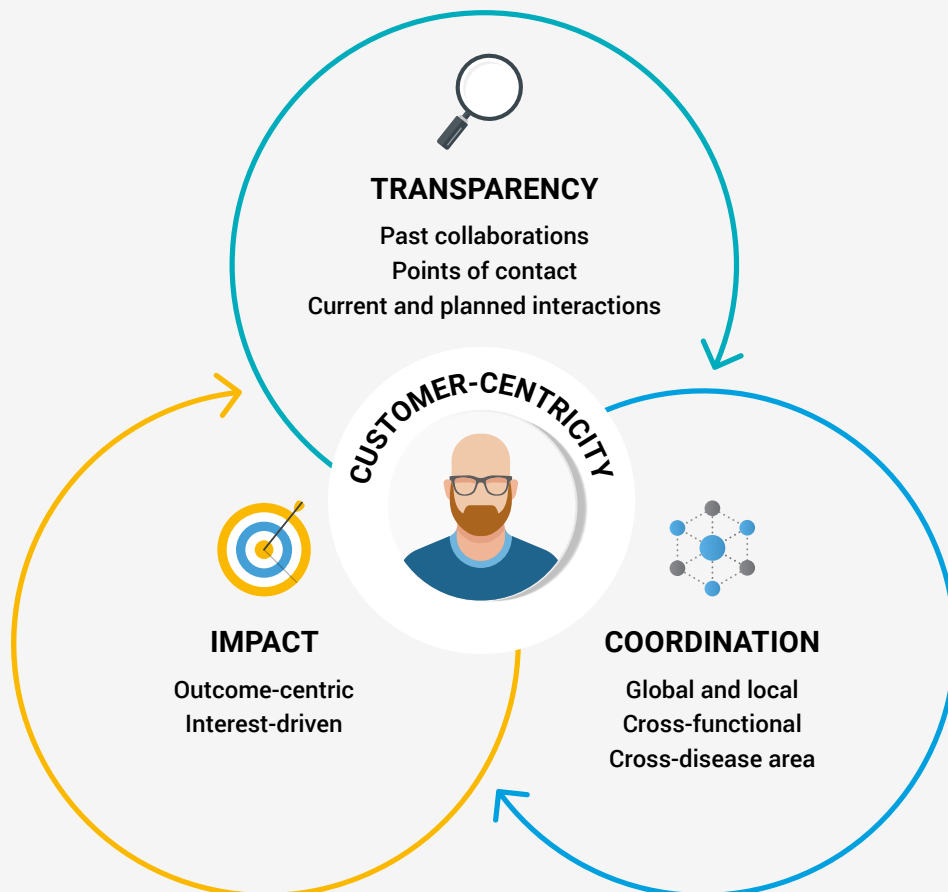 TRANSPARENCY
Past collaborations
Points of contact
Current and planned interactions
CUSTOMER-CENTRICITY
IMPACT
Outcome-centric
Interest-driven
COORDINATION
Global and local
Cross-functional
Cross-disease area